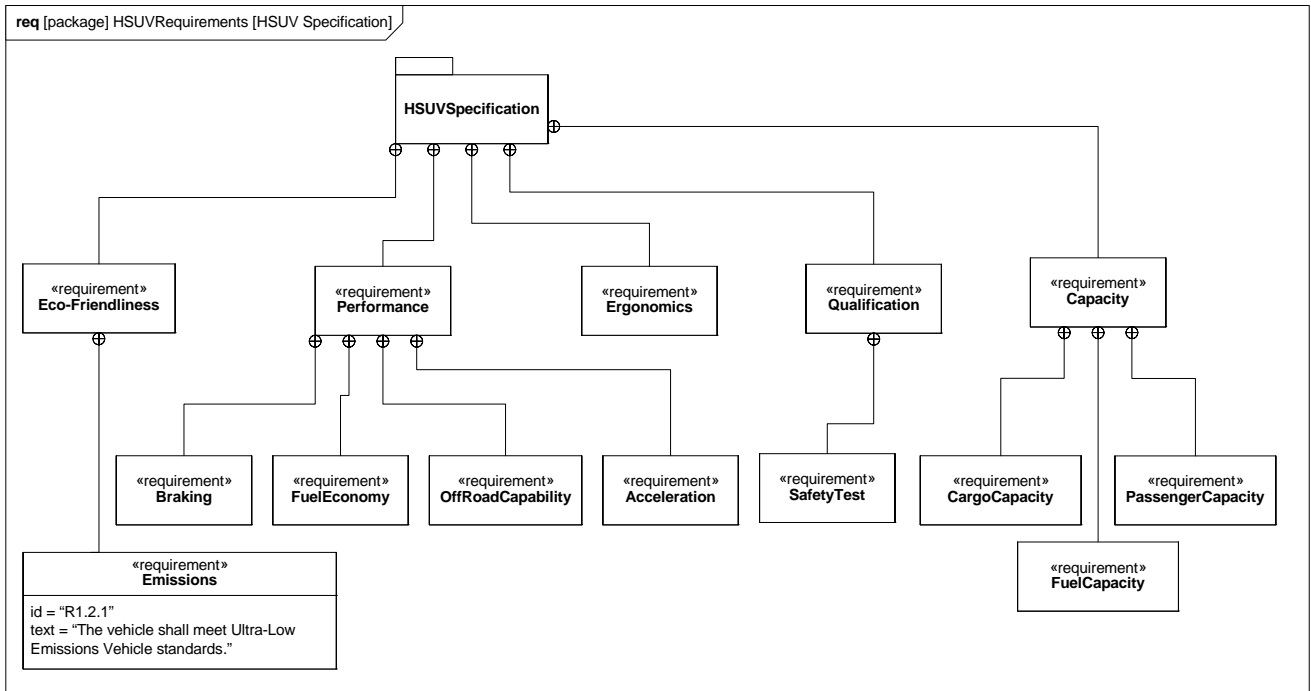 req [package] HSUVRequirements [HSUV Specification]
HSUVSpecification
«requirement»
Eco-Friendliness
«requirement»
Performance
«requirement»
Ergonomics
«requirement»
Qualification
«requirement»
Capacity
«requirement»
Braking
«requirement»
FuelEconomy
«requirement»
OffRoadCapability
«requirement»
Acceleration
«requirement»
SafetyTest
«requirement»
CargoCapacity
«requirement»
PassengerCapacity
«requirement»
FuelCapacity
«requirement»
Emissions
id = “R1.2.1”
text = “The vehicle shall meet Ultra-Low
Emissions Vehicle standards.”